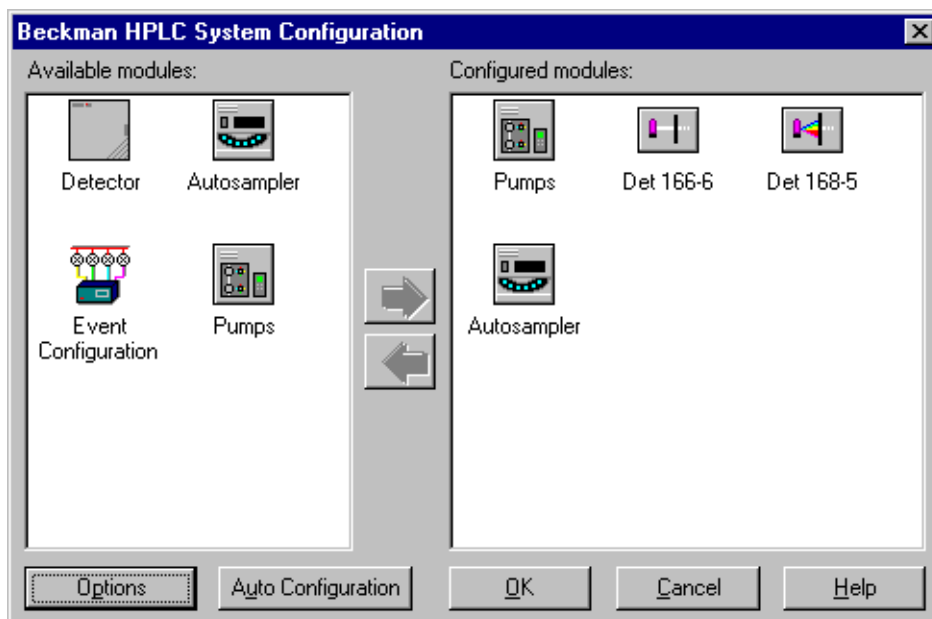 Beckman HPLC System Configuration
Available modules:
Configured modules:
Detector
Autosampler
Event
Configuration
Pumps
Pumps
Det 166-6
Det 168-5
Autosampler
Options
Auto Configuration
OK
Cancel
Help